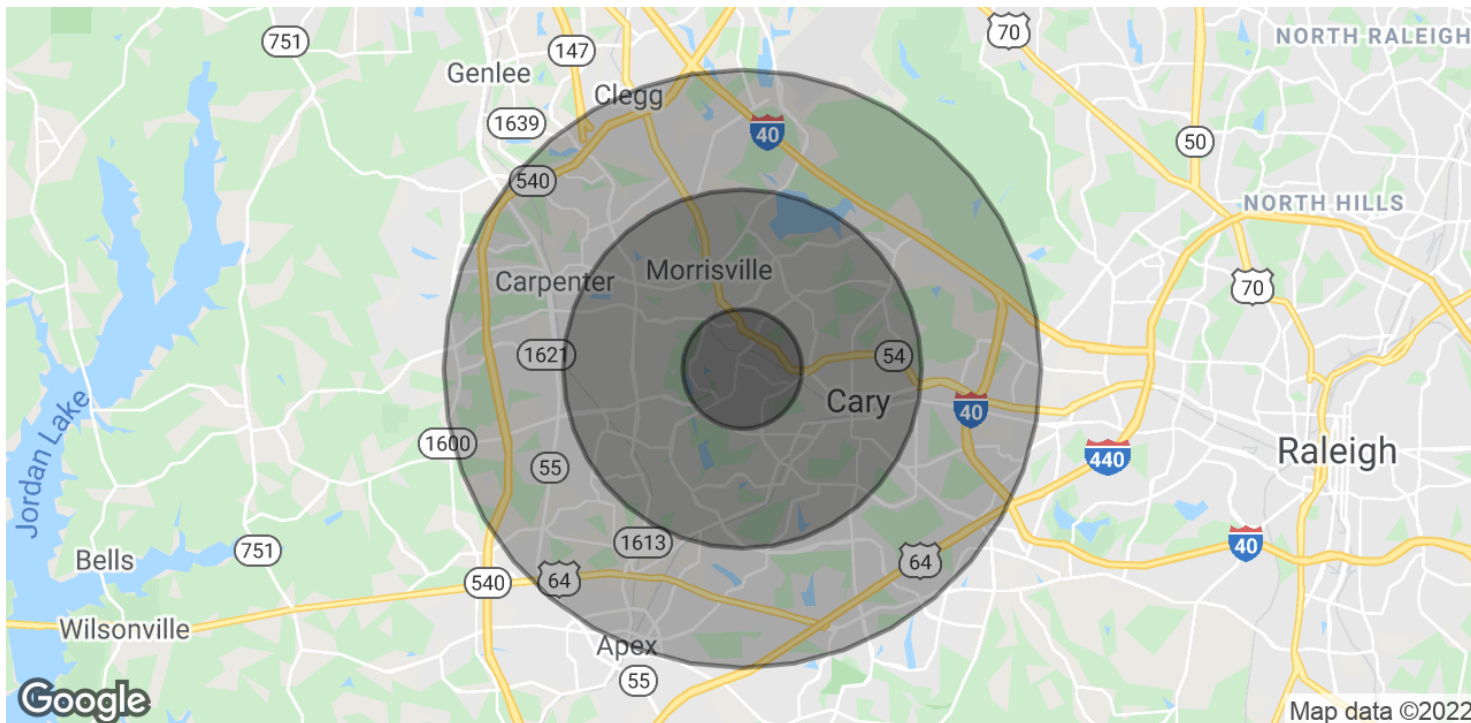 751
70
NORTH RALEIGH
147
Genlee
Clegg
1639
40
50
540
NORTH HILLS
Morrisville
Carpenter
70
1621
54
Cary
40
Jordan Lake
1600
440
Raleigh
55
1613
40
751
Bells
64
540
64
Wilsonville
Apex
55
Google
Map data ©2022